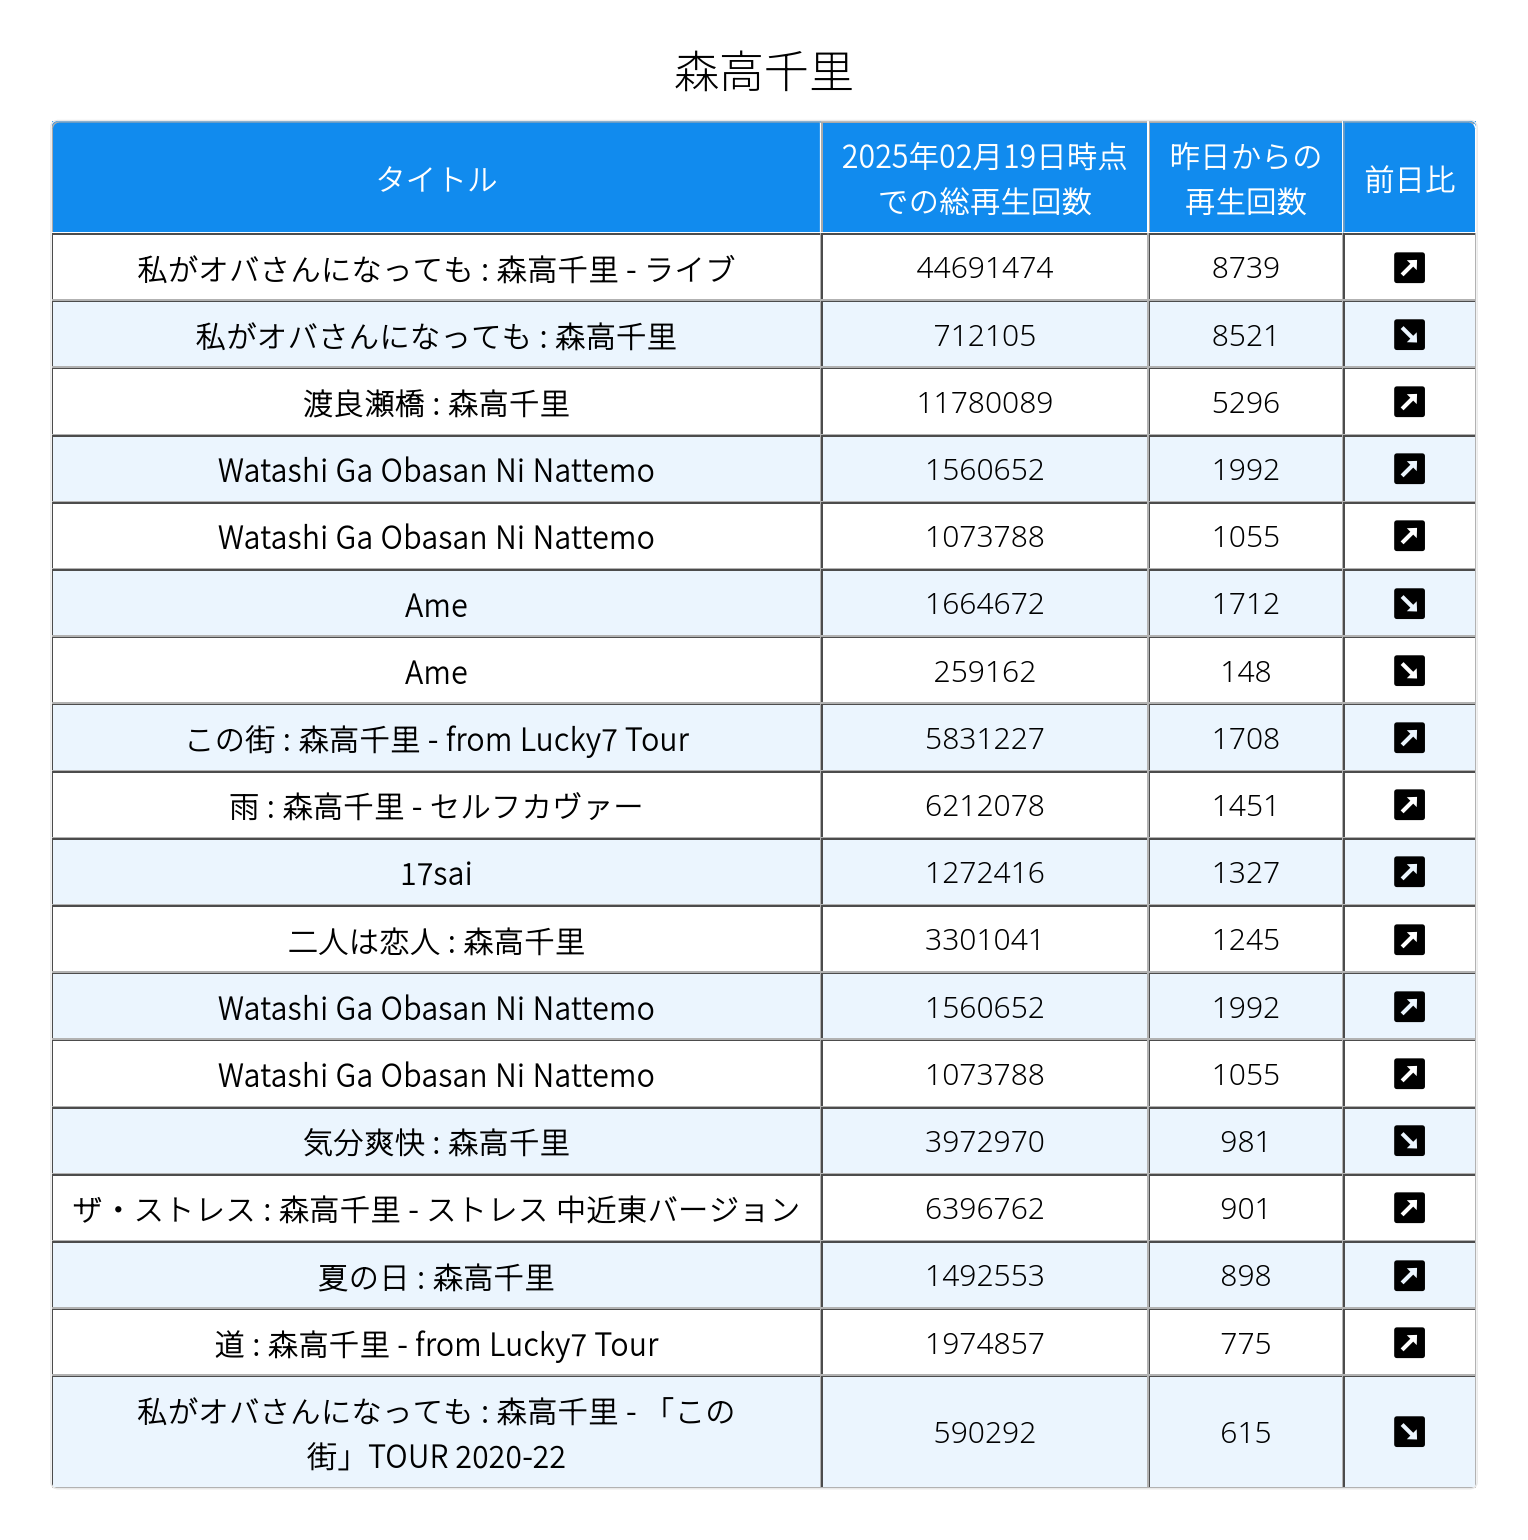 森高千里
タイトル
2025年02月19日時点
での総再生回数
昨日からの
再生回数
前日比
私がオバさんになっても : 森高千里 - ライブ 44691474 8739
私がオバさんになっても : 森高千里 712105 8521
渡良瀬橋 : 森高千里 11780089 5296
Watashi Ga Obasan Ni Nattemo 1560652 1992
Watashi Ga Obasan Ni Nattemo 1073788 1055
Ame 1664672 1712
Ame 259162 148
この街 : 森高千里 - from Lucky7 Tour 5831227 1708
雨 : 森高千里 - セルフカヴァー 6212078 1451
17sai 1272416 1327
二人は恋人 : 森高千里 3301041 1245
Watashi Ga Obasan Ni Nattemo 1560652 1992
Watashi Ga Obasan Ni Nattemo 1073788 1055
気分爽快 : 森高千里 3972970 981
ザ・ストレス : 森高千里 - ストレス 中近東バージョン 6396762 901
夏の日 : 森高千里 1492553 898
道 : 森高千里 - from Lucky7 Tour 1974857 775
私がオバさんになっても : 森高千里 - 「この
街」TOUR 2020-22 590292 615